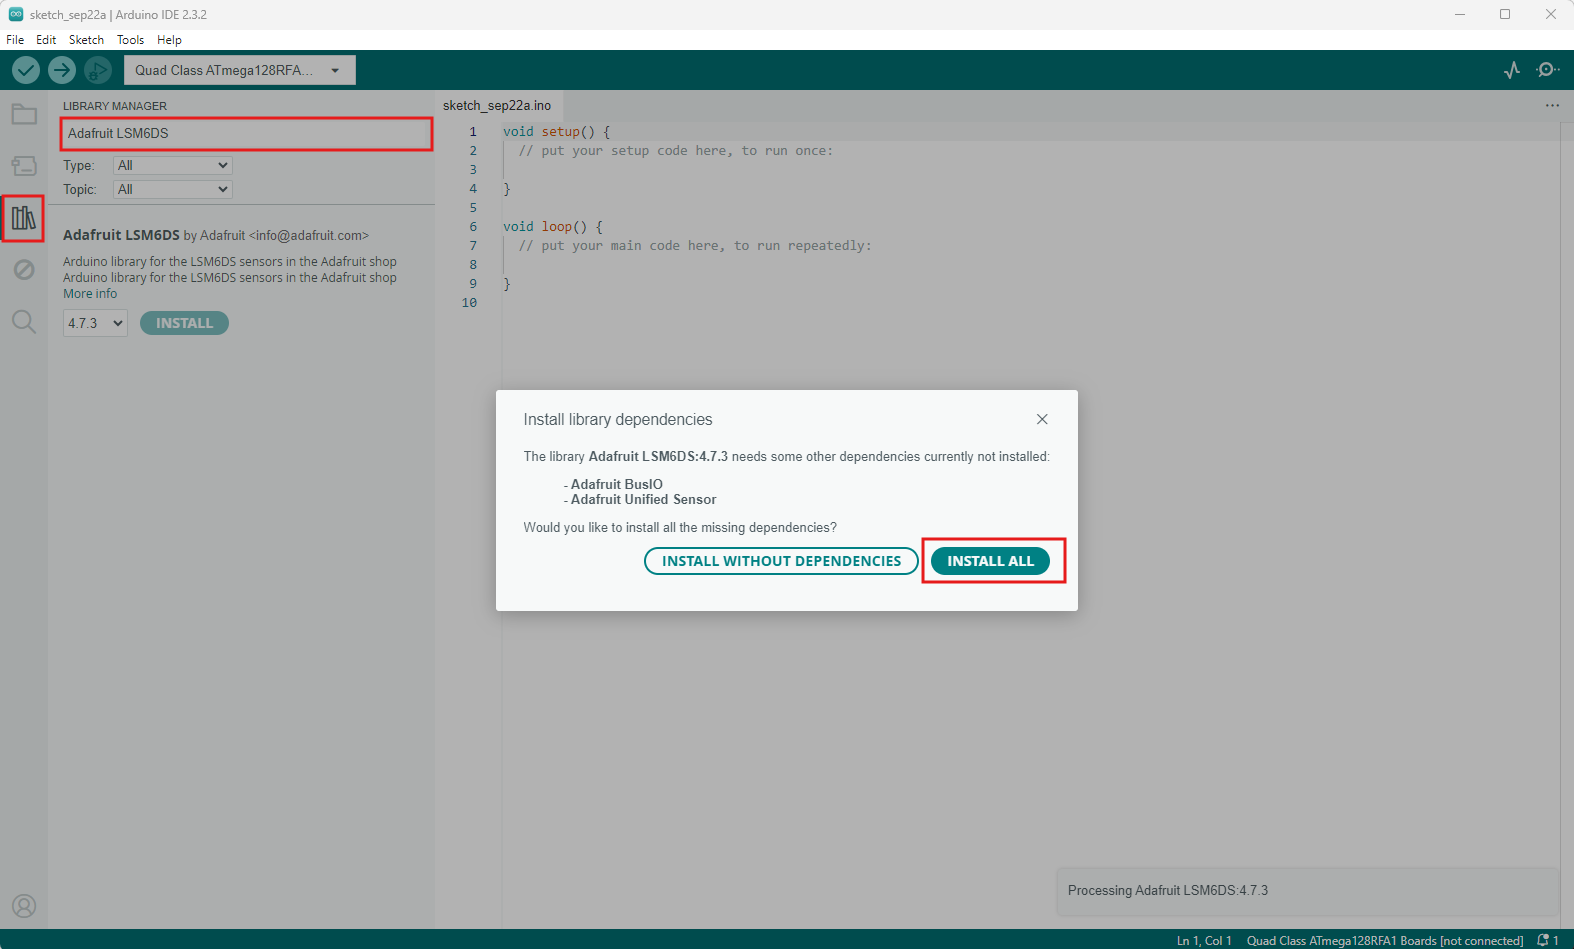 sketch_sep22a | Arduino IDE 2.3.2
File Edit Sketch Tools Help
Quad Class ATmega128RFA...
LIBRARY MANAGER
Adafruit LSM6DS
Type: All
Topic: All
Adafruit LSM6DS by Adafruit <info@adafruit.com>
Arduino library for the LSM6DS sensors in the Adafruit shop
Arduino library for the LSM6DS sensors in the Adafruit shop
More info
4.7.3 INSTALL
sketch_sep22a.ino
1 void setup() {
2 // put your setup code here, to run once:
3
4 }
5
6 void loop() {
7 // put your main code here, to run repeatedly:
8
9 }
10
Install library dependencies
The library Adafruit LSM6DS:4.7.3 needs some other dependencies currently not installed:
- Adafruit BusIO
- Adafruit Unified Sensor
Would you like to install all the missing dependencies?
INSTALL WITHOUT DEPENDENCIES INSTALL ALL
Processing Adafruit LSM6DS:4.7.3
Ln 1, Col 1 Quad Class ATmega128RFA1 Boards [not connected] 1